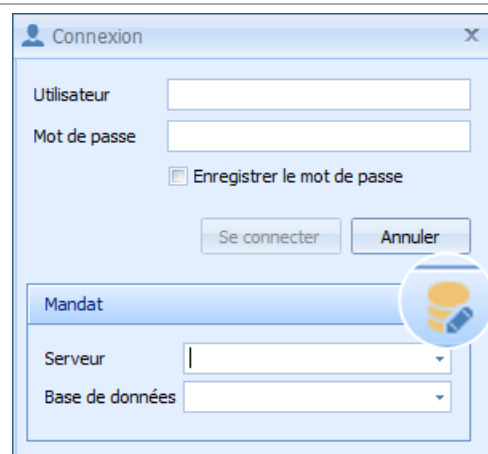 Connexion
Utilisateur
Mot de passe
Enregistrer le mot de passe
Se connecter Annuler
Mandat
Serveur
Base de données